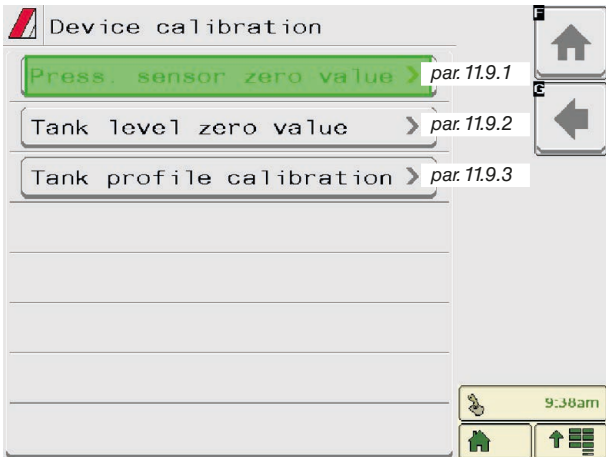 Device calibration
F
Press. sensor zero value > par. 11.9.1
G
Tank level zero value > par. 11.9.2
Tank profile calibration > par. 11.9.3
9:38am